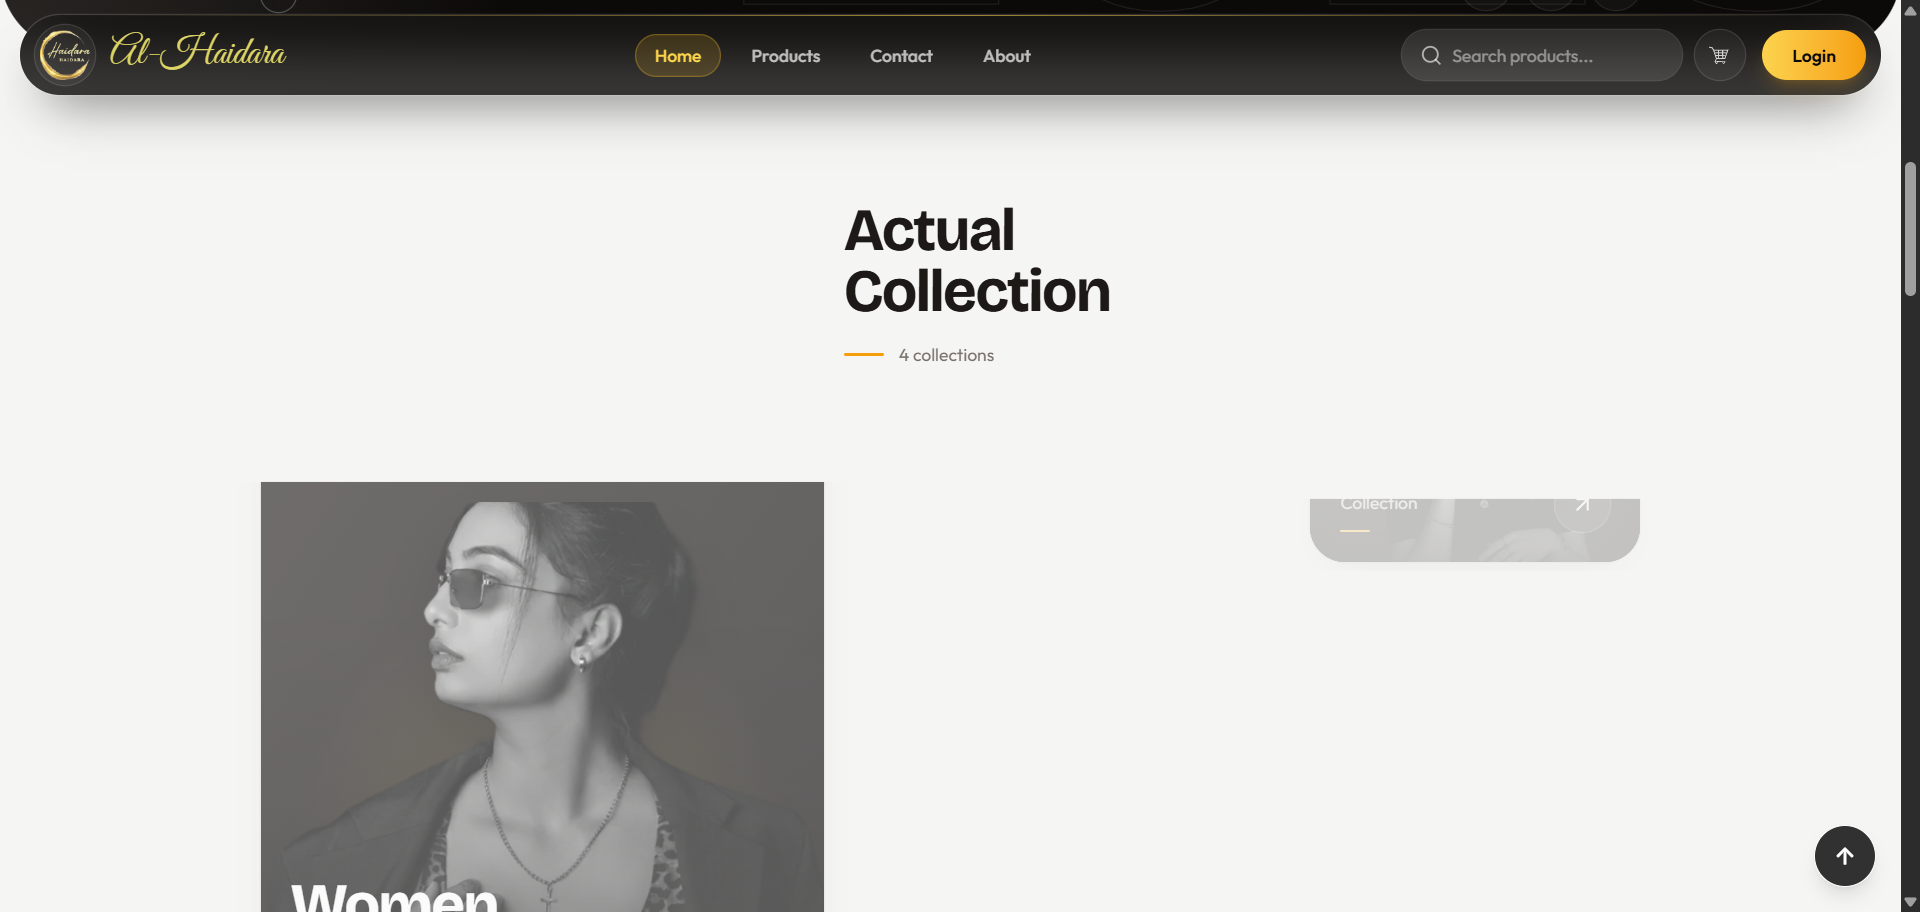 Haidara
HAIDARA
Al-Haidara
Home
Products
Contact
About
Search products...
Login
Actual
Collection
4 collections
Collection
Women